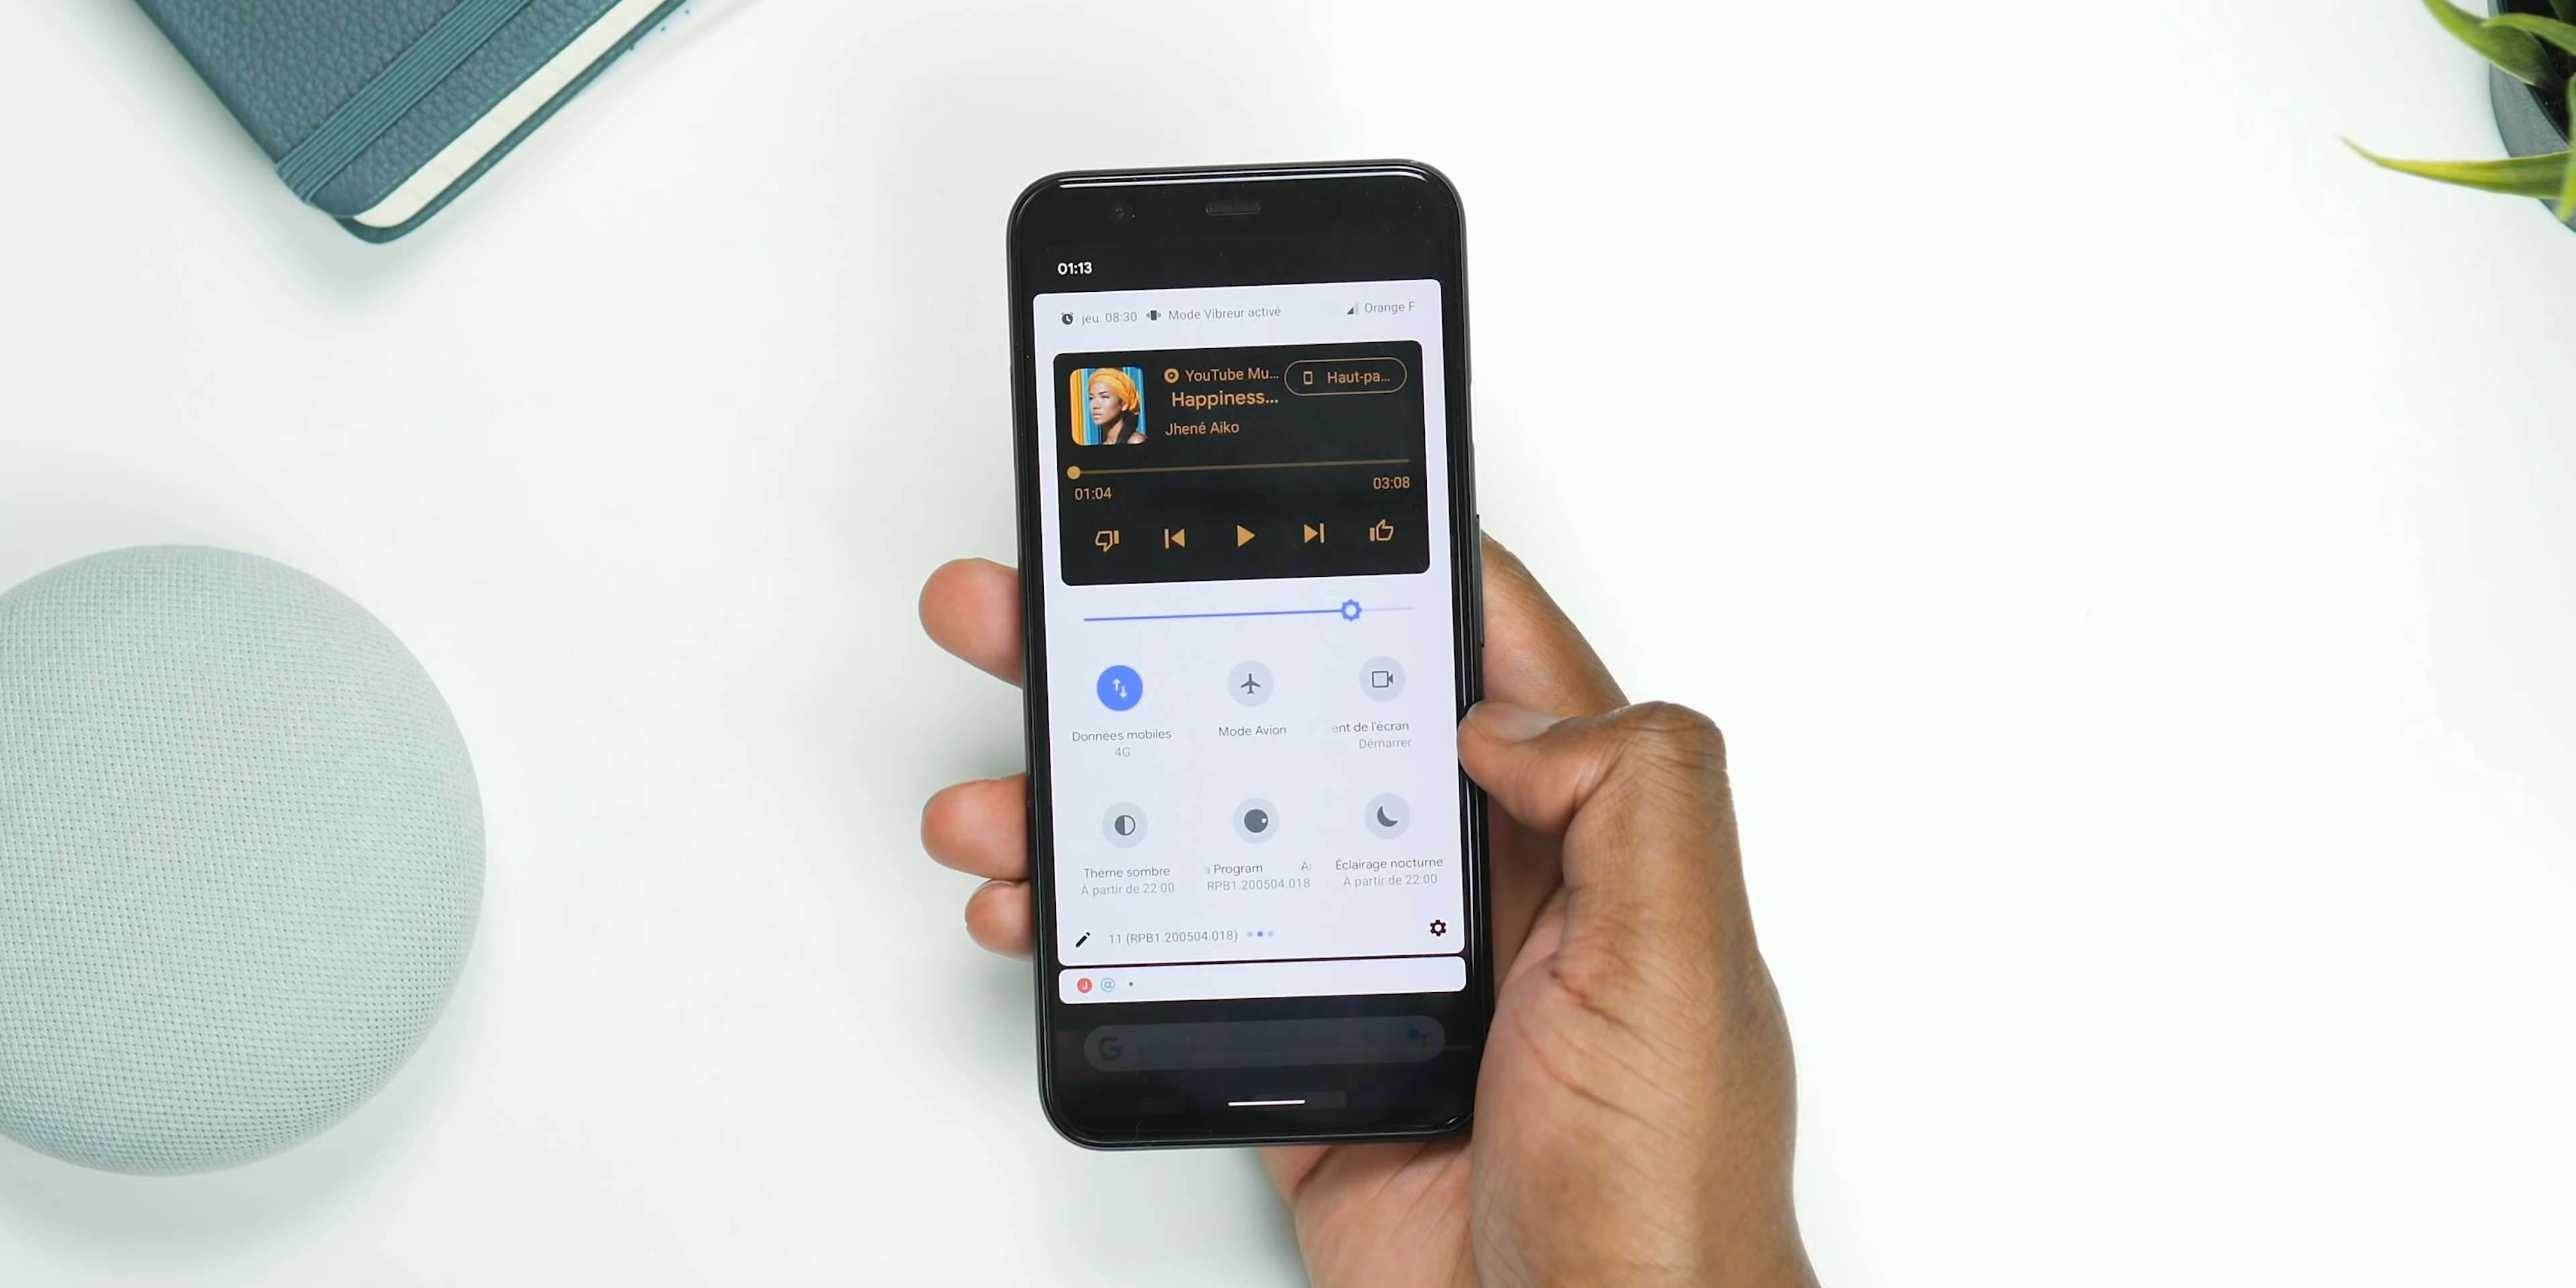 01:13
jeu. 08:30 Mode Vibreur activé Orange F
YouTube Mu... Haut-pa...
Happiness...
Jhené Aiko
01:04 03:08
Données mobiles Mode Avion ent de l'écran
4G Démarrer
Thème sombre Program A Éclairage nocturne
À partir de 22:00 RPB1.200504.018 À partir de 22:00
11 (RPB1.200504.018)
J @
G